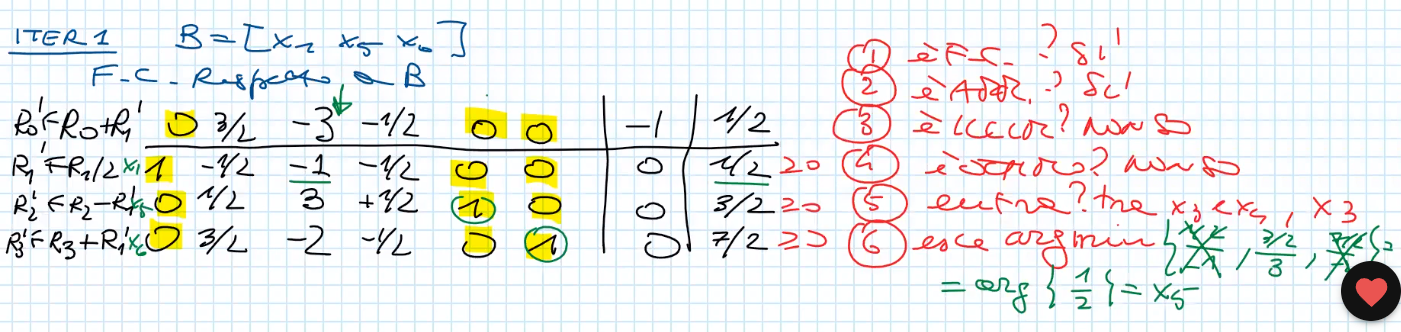 ITER 1 B = [x1 x5 x6]
F.C. Rispetto a B
R0' ← R0+R1' 0 3/2 -3 -1/2 0 0 -1 1/2
R1' ← R1/2 x1 1 -1/2 -1 -1/2 0 0 0 1/2 ≥0
R2' ← R2-R1' x5 0 1/2 3 +1/2 1 0 0 3/2 ≥0
R3' ← R3+R1' x6 0 3/2 -2 -1/2 0 1 0 7/2 ≥0
① è F.C. ? SI'
② è AMM. ? SI'
③ è ILLIM? NON SO
④ è OTTIMO? NON SO
⑤ entra? tra x3 e x4, x3
⑥ esce argmin { , 3/2/3 , } =
= arg { 1/2 } = x5